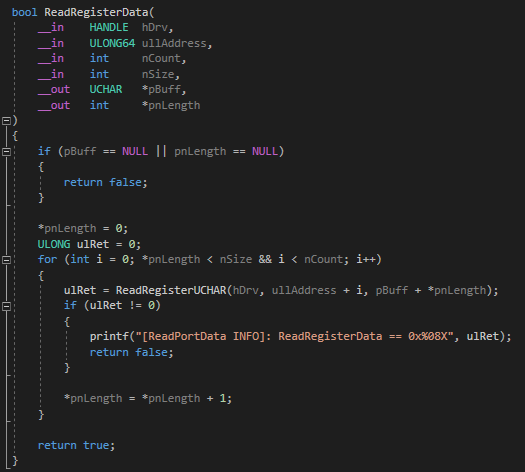 bool ReadRegisterData(
    __in    HANDLE  hDrv,
    __in    ULONG64 ullAddress,
    __in    int     nCount,
    __in    int     nSize,
    __out   UCHAR   *pBuff,
    __out   int     *pnLength
)
{
    if (pBuff == NULL || pnLength == NULL)
    {
        return false;
    }

    *pnLength = 0;
    ULONG ulRet = 0;
    for (int i = 0; *pnLength < nSize && i < nCount; i++)
    {
        ulRet = ReadRegisterUCHAR(hDrv, ullAddress + i, pBuff + *pnLength);
        if (ulRet != 0)
        {
            printf("[ReadPortData INFO]: ReadRegisterData == 0x%08X", ulRet);
            return false;
        }

        *pnLength = *pnLength + 1;
    }

    return true;
}